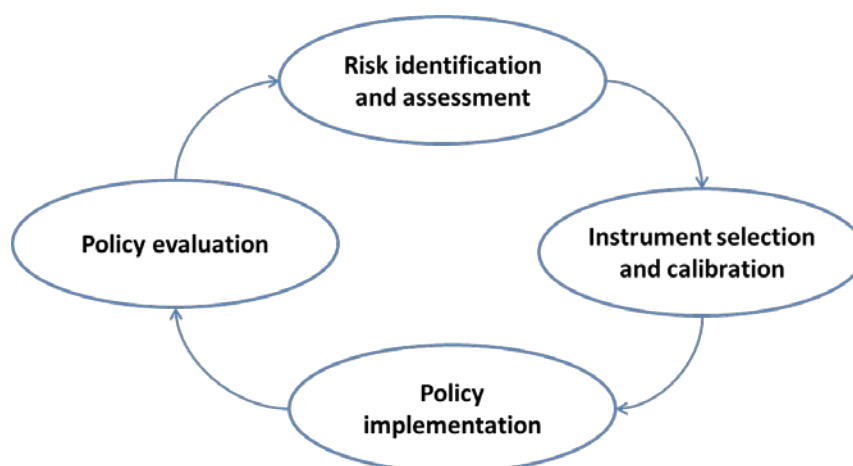 Risk identification
and assessment
Instrument selection
and calibration
Policy
implementation
Policy evaluation